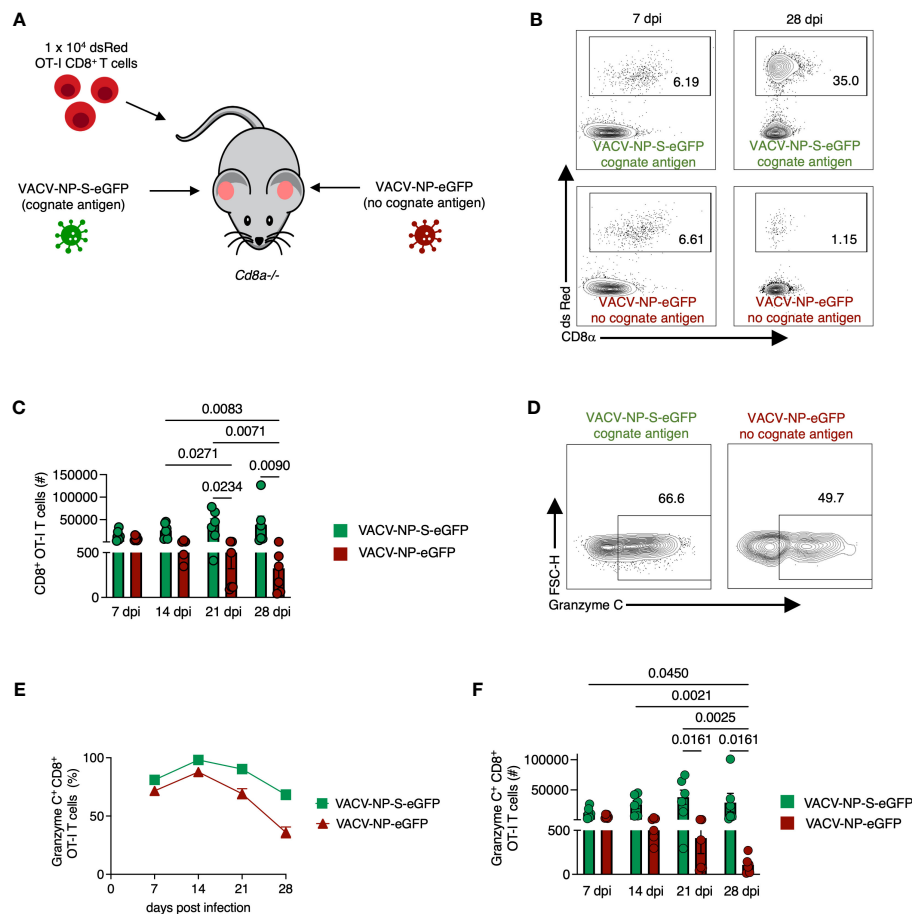 A
1 x 10⁴ dsRed
OT-I CD8⁺ T cells
VACV-NP-S-eGFP
(cognate antigen)
VACV-NP-eGFP
(no cognate antigen)
Cd8a-/-
B
7 dpi
28 dpi
6.19
VACV-NP-S-eGFP
cognate antigen
35.0
VACV-NP-S-eGFP
cognate antigen
6.61
VACV-NP-eGFP
no cognate antigen
1.15
VACV-NP-eGFP
no cognate antigen
ds Red
CD8α
C
0.0083
0.0071
0.0271
0.0090
0.0234
CD8⁺ OT-I T cells (#)
150000
100000
50000
500
0
7 dpi
14 dpi
21 dpi
28 dpi
VACV-NP-S-eGFP
VACV-NP-eGFP
D
VACV-NP-S-eGFP
cognate antigen
VACV-NP-eGFP
no cognate antigen
66.6
49.7
FSC-H
Granzyme C
E
Granzyme C⁺ CD8⁺
OT-I T cells (%)
100
50
0
0
7
14
21
28
days post infection
VACV-NP-S-eGFP
VACV-NP-eGFP
F
0.0450
0.0021
0.0025
0.0161
0.0161
Granzyme C⁺ CD8⁺
OT-I T cells (#)
100000
50000
500
0
7 dpi
14 dpi
21 dpi
28 dpi
VACV-NP-S-eGFP
VACV-NP-eGFP